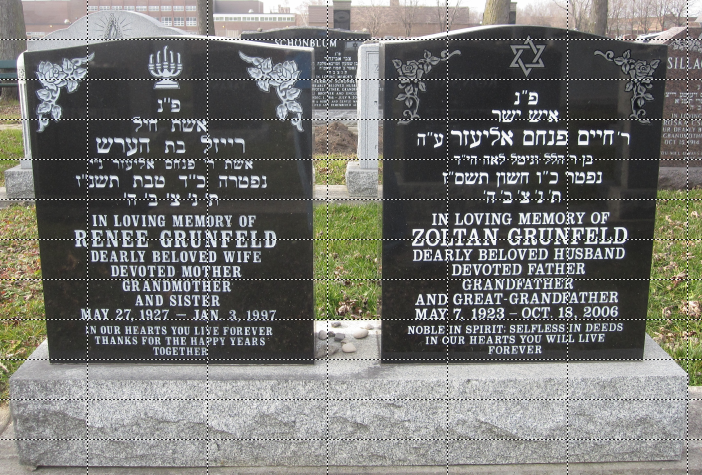 פ"נ
אשת חיל
רייזל בת הערש
אשת ר' פנחם אליעזר ני'
נפטרה כ"ד טבת תשנ"ז
ת' נ' צ' ב' ה'
IN LOVING MEMORY OF
RENEE GRUNFELD
DEARLY BELOVED WIFE
DEVOTED MOTHER
GRANDMOTHER
AND SISTER
MAY 27, 1927 - JAN. 3, 1997
IN OUR HEARTS YOU LIVE FOREVER
THANKS FOR THE HAPPY YEARS
TOGETHER
פ"נ
איש ישר
ר' חיים פנחם אליעזר ע"ה
בן ר' הלל וגיטל לאה הי"ד
נפטר כ"ו חשון תשס"ז
ת' נ' צ' ב' ה'
IN LOVING MEMORY OF
ZOLTAN GRUNFELD
DEARLY BELOVED HUSBAND
DEVOTED FATHER
GRANDFATHER
AND GREAT-GRANDFATHER
MAY 7, 1923 - OCT. 18, 2006
NOBLE IN SPIRIT: SELFLESS IN DEEDS
IN OUR HEARTS YOU WILL LIVE
FOREVER
SCHONBLUM